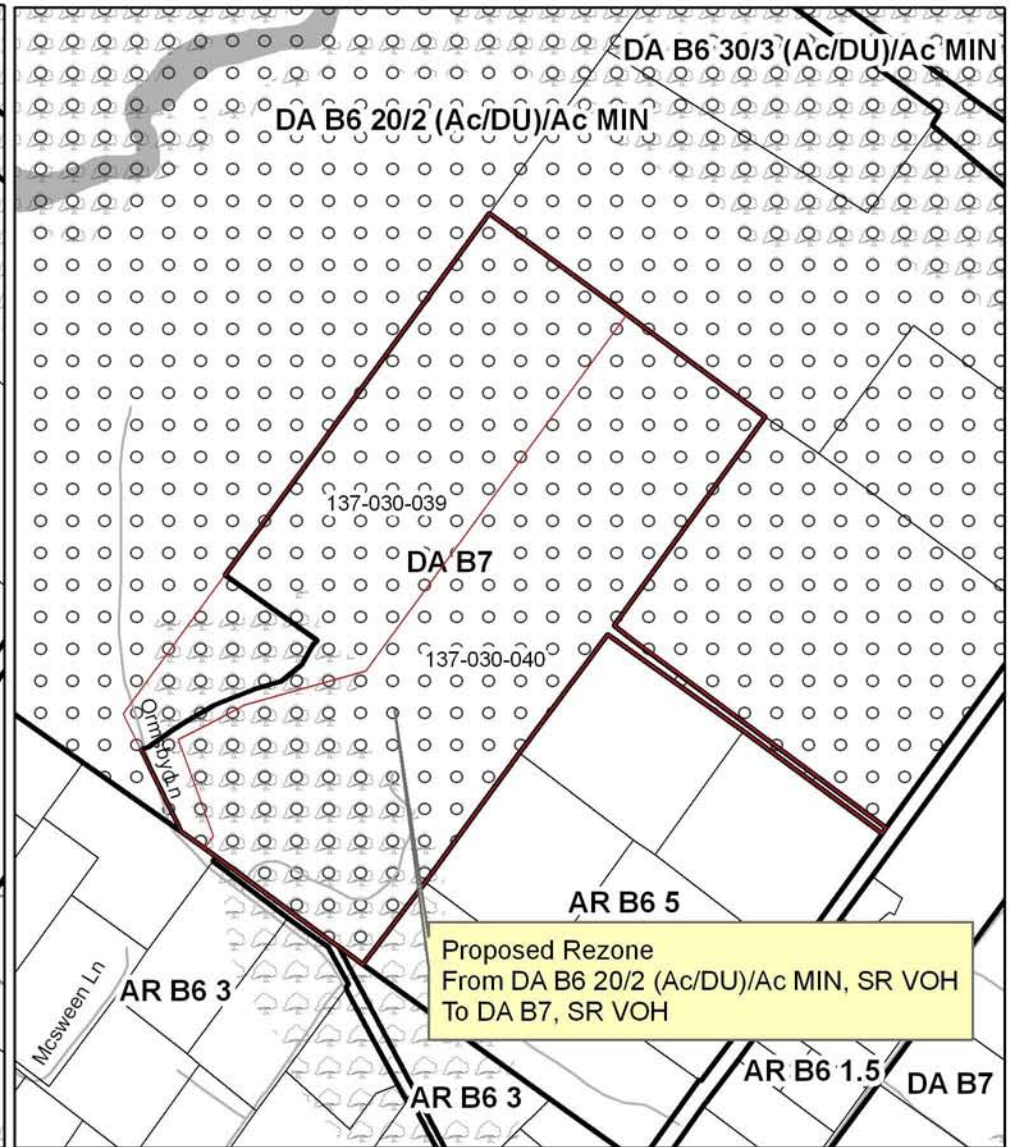 DA B6 30/3 (Ac/DU)/Ac MIN
DA B6 20/2 (Ac/DU)/Ac MIN
137-030-039
DA B7
137-030-040
Ormsby Ln
AR B6 5
Proposed Rezone
From DA B6 20/2 (Ac/DU)/Ac MIN, SR VOH
To DA B7, SR VOH
AR B6 3
Mcsween Ln
AR B6 1.5
DA B7
AR B6 3